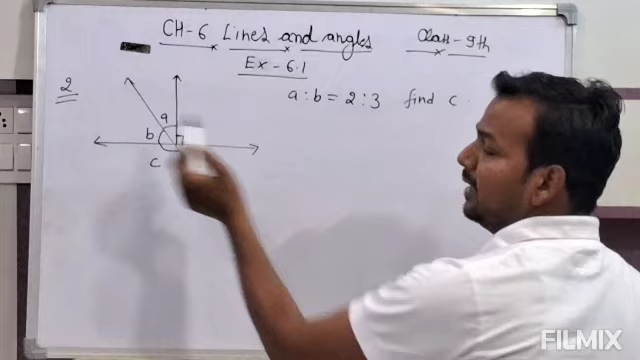 CH-6 Lines and angles Class-9th
Ex-6.1
2 a : b = 2 : 3 find c.
a
b
c
FILMIX